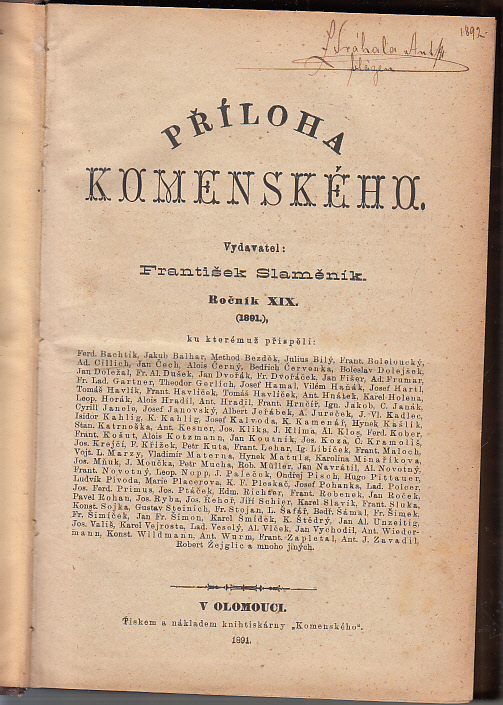 1892.
PŘÍLOHA
KOMENSKÉHO.
Vydavatel:
František Slaměník.
Ročník XIX.
(1891.),
ku kterémuž přispěli:
Ferd. Bachtík, Jakub Balhar, Method Bezděk, Julius Bílý, Frant. Boleloucký,
Ad. Cillich, Jan Čech, Alois Černý, Bedřich Červenka, Boleslav Dolejšek,
Jan Doležal, Fr. Al. Dušek, Jan Dvořák, Fr. Dvořáček, Jan Fišer, Ad. Frumar,
Fr. Lad. Gartner, Theodor Gerlich, Josef Hamal, Vilém Haňák, Josef Hartl,
Tomáš Havlík, Frant. Havlíček, Tomáš Havlíček, Ant. Hnátek, Karel Holena,
Leop. Horák, Alois Hradil, Ant. Hradil, Frant. Hrnčíř, Ign. Jakob, Č. Janák,
Cyrill Janele, Josef Janovský, Albert Jeřábek, A. Jureček, J. Vl. Kadlec,
Isidor Kahlig, K. Kahlig, Josef Kalvoda, K. Kamenář, Hynek Kašlík,
Stan. Katrnoška, Ant. Kesner, Jos. Klika, J. Klíma, Al. Klos, Ferd. Kober,
Frant. Košut, Alois Kotzmann, Jan Koutník, Jos. Koza, Č. Kramoliš,
Jos. Krejčí, F. Křížek, Petr Kuta, Frant. Lehar, Ig. Libíček, Frant. Maloch,
Vojt. L. Marzy, Vladimír Materna, Hynek Matula, Karolína Minaříkova,
Jos. Mňuk, J. Moučka, Petr Mucha, Rob. Müller, Jan Navrátil, Al. Novotný,
Frant. Novotný, Leop. Nopp, J. Paleček, Ondřej Písch, Hugo Pittauer,
Ludvík Pivoda, Marie Placerova, K. F. Pleskač, Josef Pohunka, Lad. Polcer,
Jos. Ferd. Primus, Jos. Ptáček, Edm. Richter, Frant. Robenek, Jan Roček,
Pavel Rohan, Jos. Ryba, Jos. Řehoř, Jiří Sehier, Karel Slavík, Frant. Sluka,
Konst. Sojka, Gustav Steinich, Fr. Stojan, L. Šafář, Bedř. Šámal, Fr. Šimek,
Fr. Šimíček, Jan Fr. Šimon, Karel Šmídek, K. Štědrý, Jan Al. Unzeitig,
Jos. Vališ, Karel Vejrosta, Lad. Veselý, Al. Vlček, Jan Vychodil, Ant. Wieder-
mann, Konst. Wildmann, Ant. Wurm, Frant. Zapletal, Ant. J. Zavadil,
Robert Žejglic a mnoho jiných.
V OLOMOUCI.
Tiskem a nákladem knihtiskárny „Komenského“.
1891.